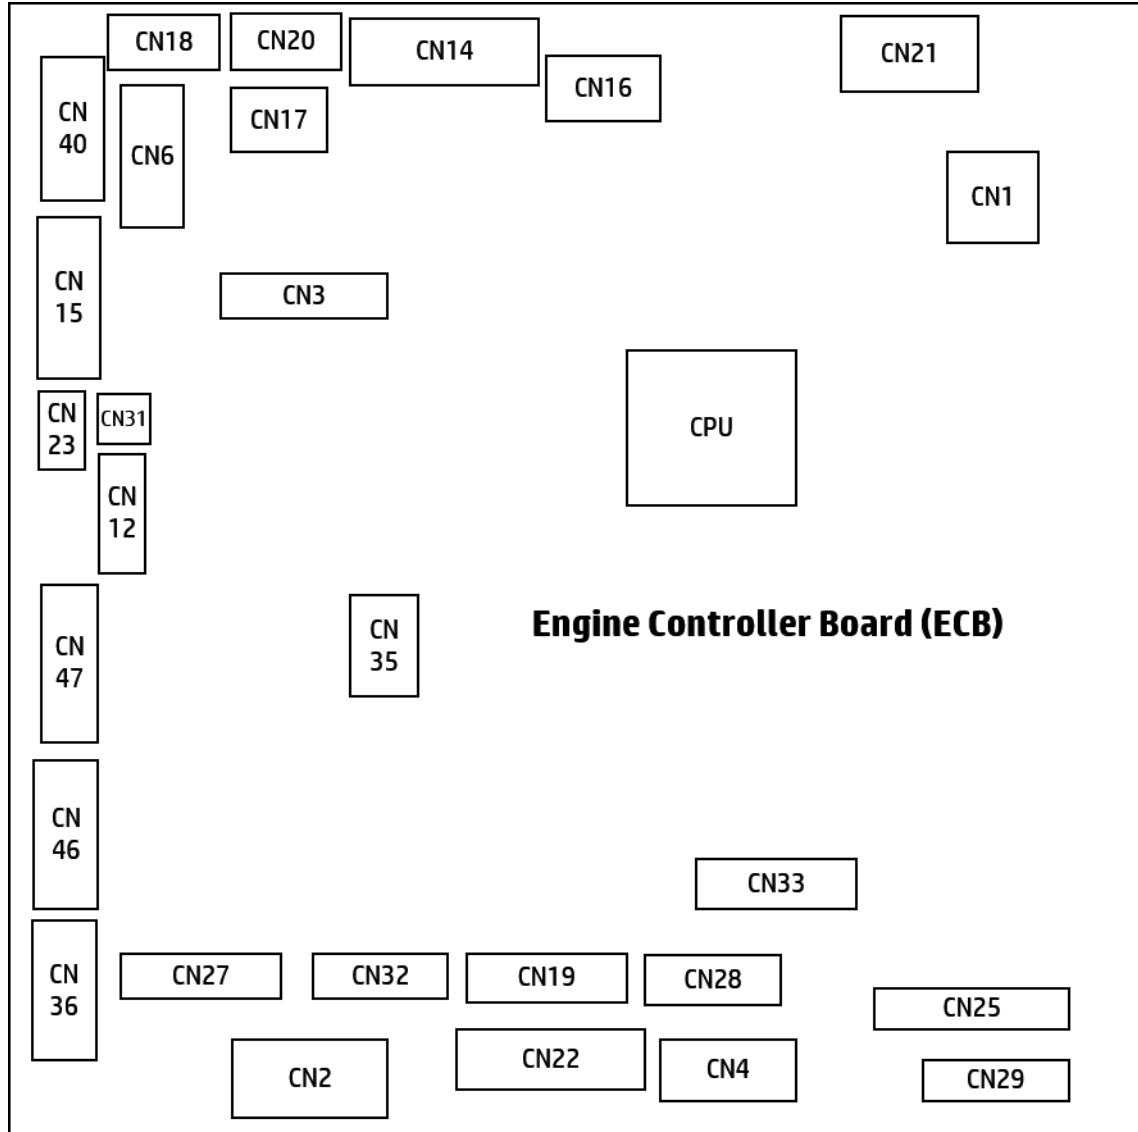 CN18
CN20
CN14
CN21
CN16
CN
40
CN17
CN6
CN1
CN
15
CN3
CN
23
CN31
CPU
CN
12
Engine Controller Board (ECB)
CN
47
CN
35
CN
46
CN33
CN
36
CN27
CN32
CN19
CN28
CN25
CN2
CN22
CN4
CN29